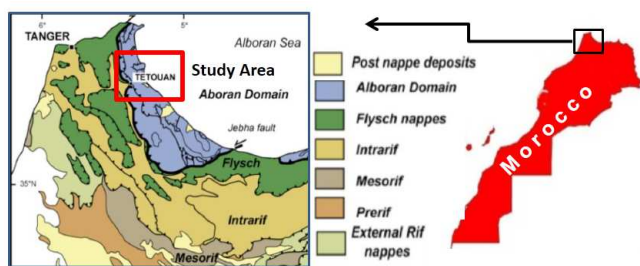 6°
5°
TANGER
Alboran Sea
TETOUAN
Study Area
Aboran Domain
Jebha fault
Flysch
35°N
Intrarif
Mesorif
Post nappe deposits
Alboran Domain
Flysch nappes
Intrarif
Mesorif
Prerif
External Rif
nappes
Morocco